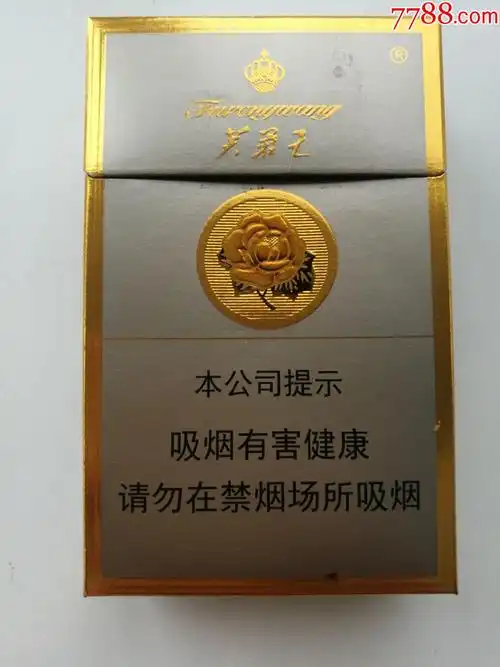 7788.com
®
Furongwang
芙蓉王
本公司提示
吸烟有害健康
请勿在禁烟场所吸烟